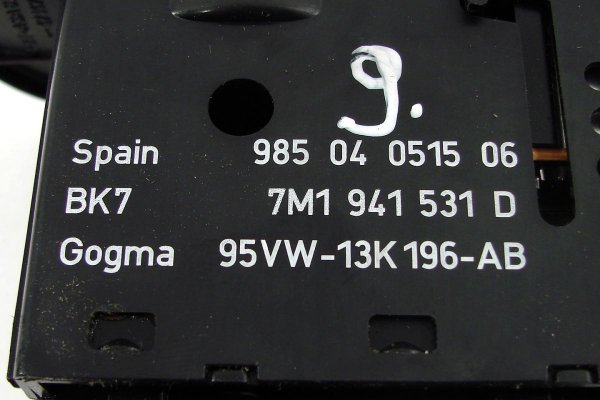 9.
Spain 985 04 0515 06
BK7 7M1 941 531 D
Gogma 95VW-13K196-AB